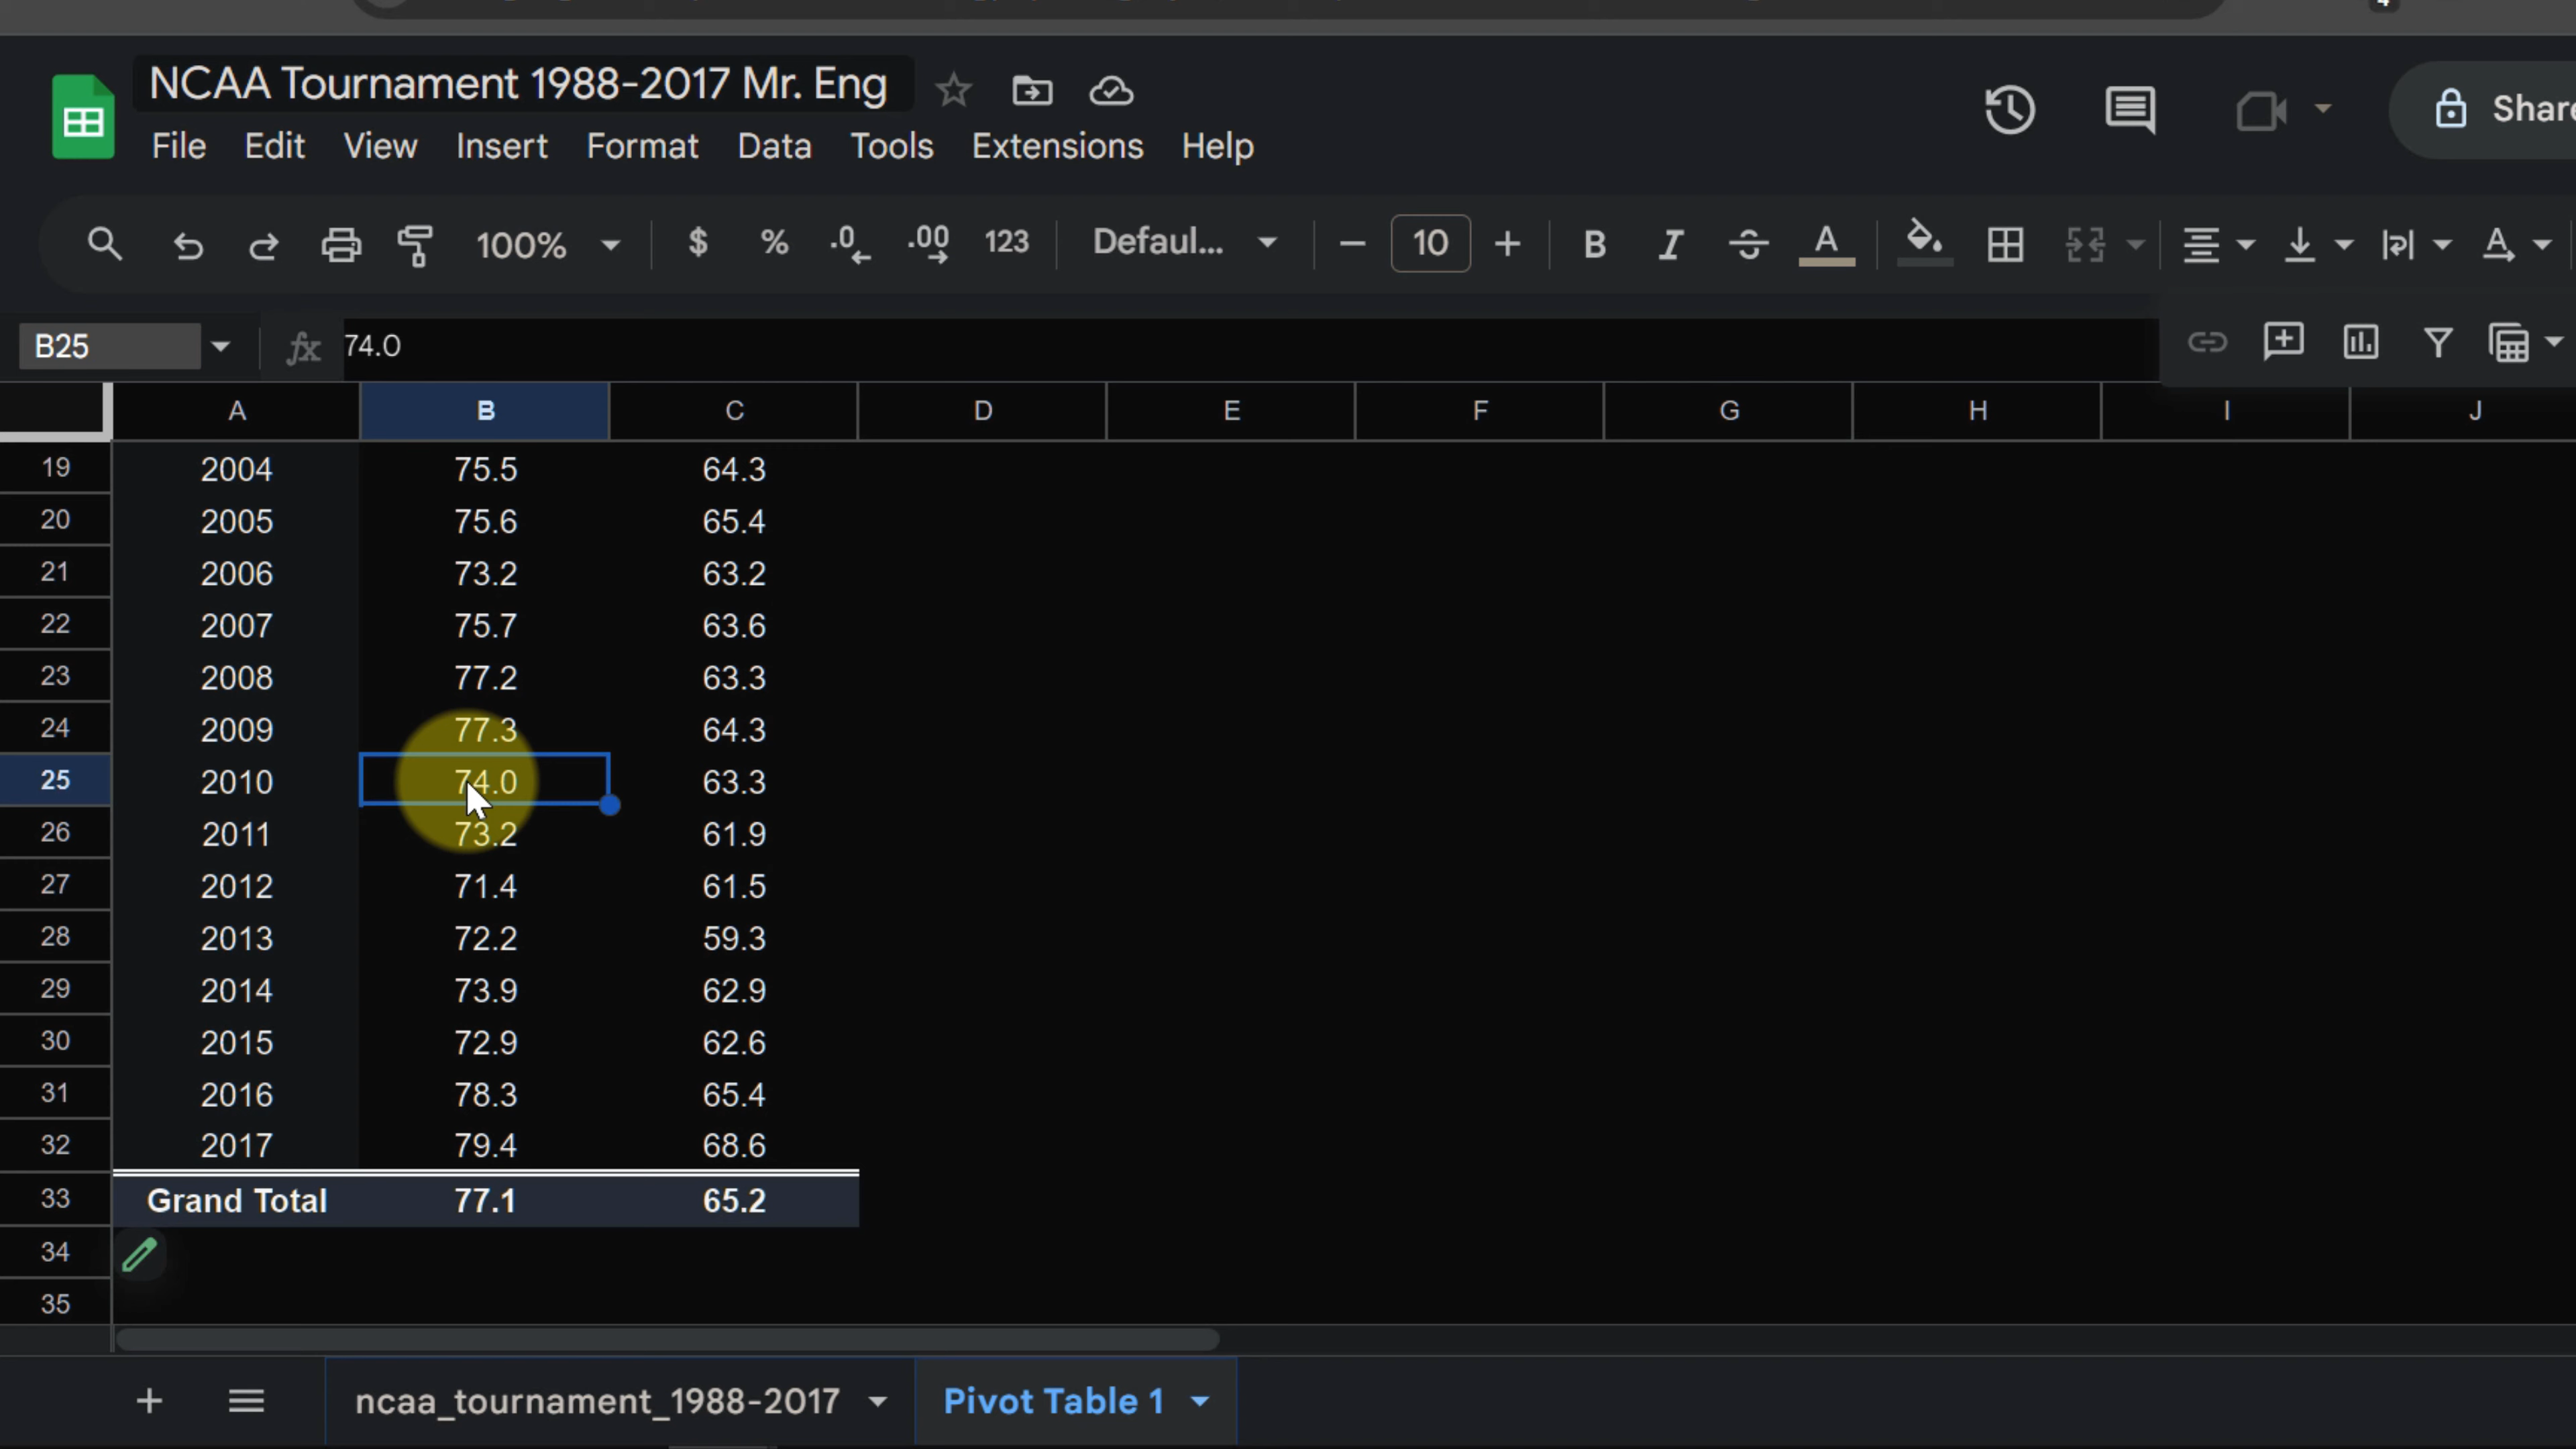 4
NCAA Tournament 1988-2017 Mr. Eng
File Edit View Insert Format Data Tools Extensions Help
100% $ % .0 .00 123 Defaul... 10 B I A A
B25 fx 74.0
A B C D E F G H I J
19 2004 75.5 64.3
20 2005 75.6 65.4
21 2006 73.2 63.2
22 2007 75.7 63.6
23 2008 77.2 63.3
24 2009 77.3 64.3
25 2010 74.0 63.3
26 2011 73.2 61.9
27 2012 71.4 61.5
28 2013 72.2 59.3
29 2014 73.9 62.9
30 2015 72.9 62.6
31 2016 78.3 65.4
32 2017 79.4 68.6
33 Grand Total 77.1 65.2
34
35
ncaa_tournament_1988-2017 Pivot Table 1